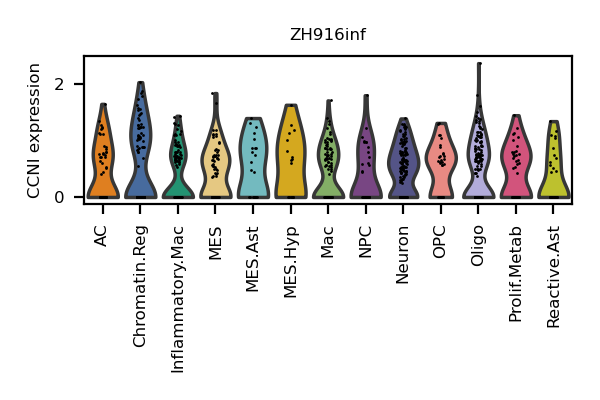 ZH916inf
CCNI expression
2
0
AC
Chromatin.Reg
Inflammatory.Mac
MES
MES.Ast
MES.Hyp
Mac
NPC
Neuron
OPC
Oligo
Prolif.Metab
Reactive.Ast